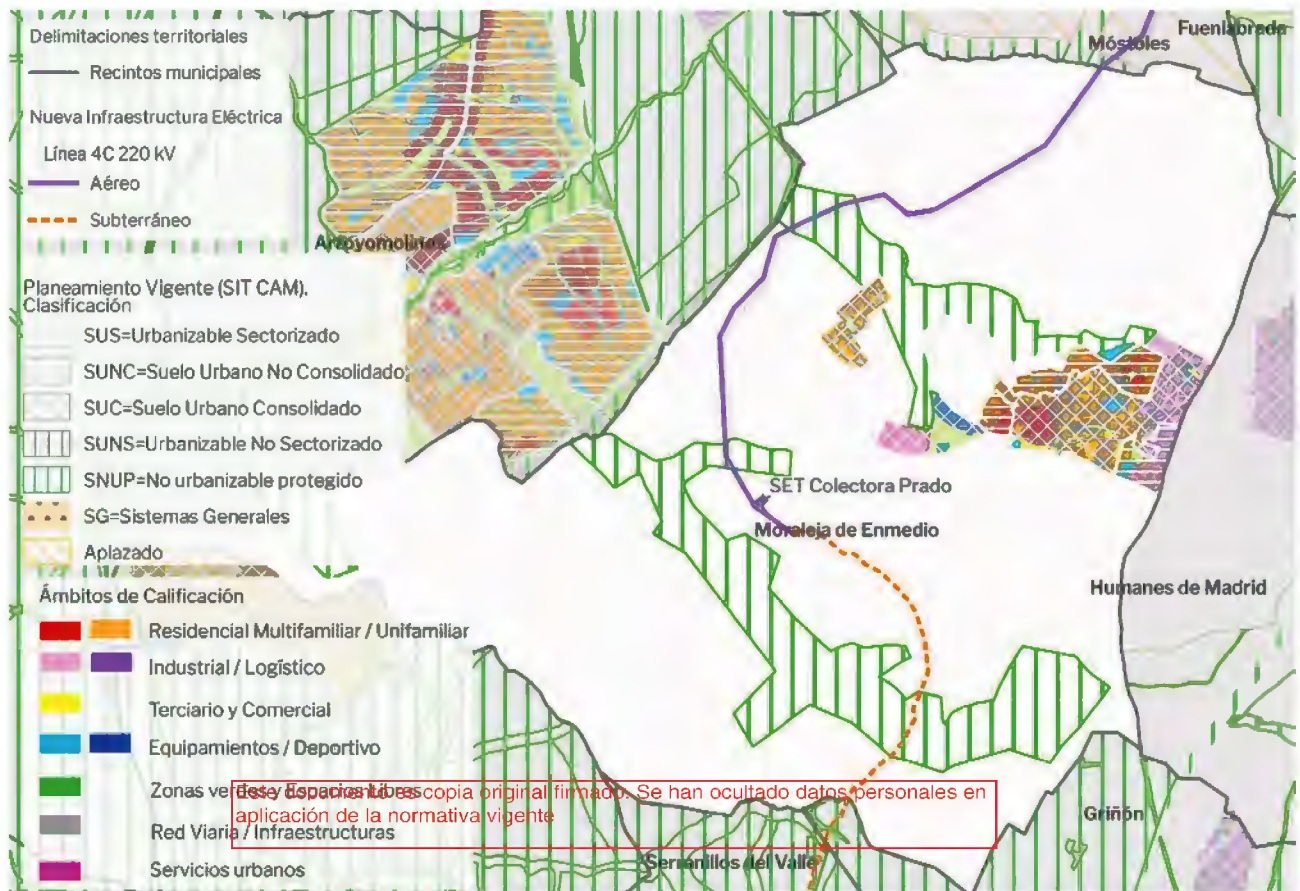 Delimitaciones territoriales
Recintos municipales
Nueva Infraestructura Eléctrica
Línea 4C 220 kV
Aéreo
Subterráneo
Planeamiento Vigente (SIT CAM).
Clasificación
SUS=Urbanizable Sectorizado
SUNC=Suelo Urbano No Consolidado
SUC=Suelo Urbano Consolidado
SUNS=Urbanizable No Sectorizado
SNUP=No urbanizable protegido
SG=Sistemas Generales
Aplazado
Ámbitos de Calificación
Residencial Multifamiliar / Unifamiliar
Industrial / Logístico
Terciario y Comercial
Equipamientos / Deportivo
Zonas verdes y Espacios Libres
Red Viaria / Infraestructuras
Servicios urbanos
Fuenlabrada
Móstoles
Arroyomolinos
SET Colectora Prado
Moraleja de Enmedio
Humanes de Madrid
Griñón
Serranillos del Valle
Este documento es copia original firmado. Se han ocultado datos personales en
aplicación de la normativa vigente